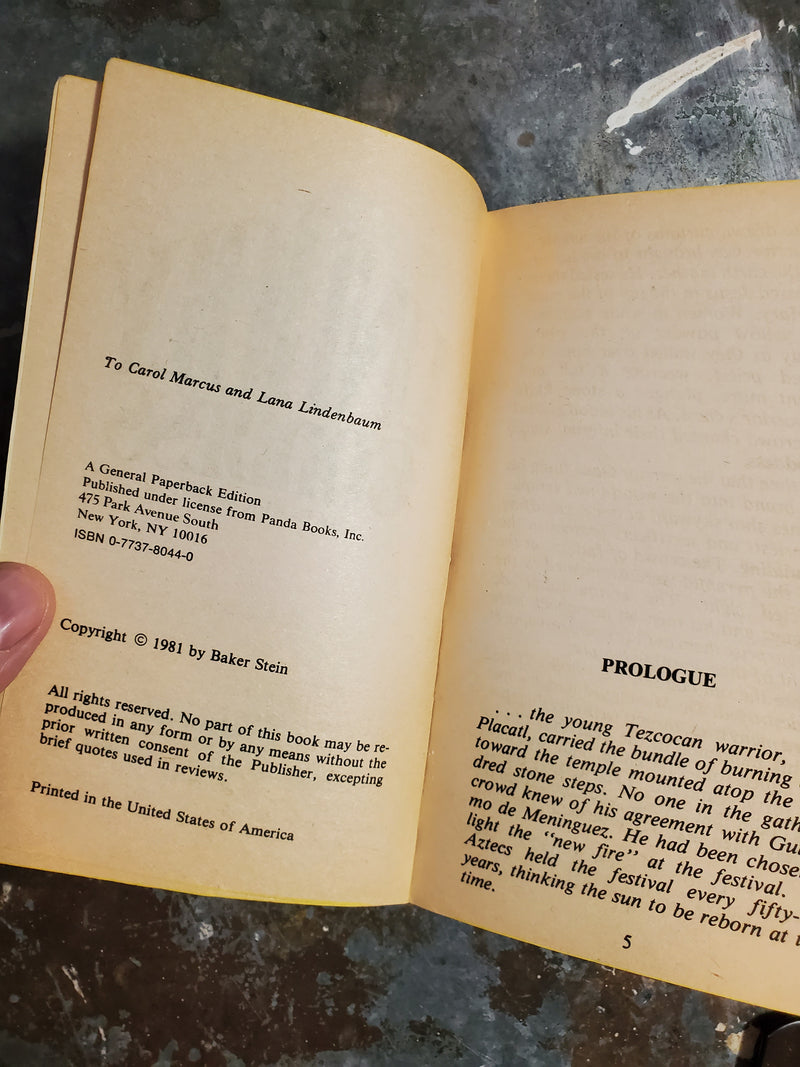 To Carol Marcus and Lana Lindenbaum
A General Paperback Edition
Published under license from Panda Books, Inc.
475 Park Avenue South
New York, NY 10016
ISBN 0-7737-8044-0
Copyright © 1981 by Baker Stein
All rights reserved. No part of this book may be re-
produced in any form or by any means without the
prior written consent of the Publisher, excepting
brief quotes used in reviews.
Printed in the United States of America
PROLOGUE
. . . the young Tezcocan warrior,
Placatl, carried the bundle of burning
toward the temple mounted atop the
dred stone steps. No one in the gath
crowd knew of his agreement with Gui
mo de Meninguez. He had been chose
light the "new fire" at the festival.
Aztecs held the festival every fifty-
years, thinking the sun to be reborn at
time.
5